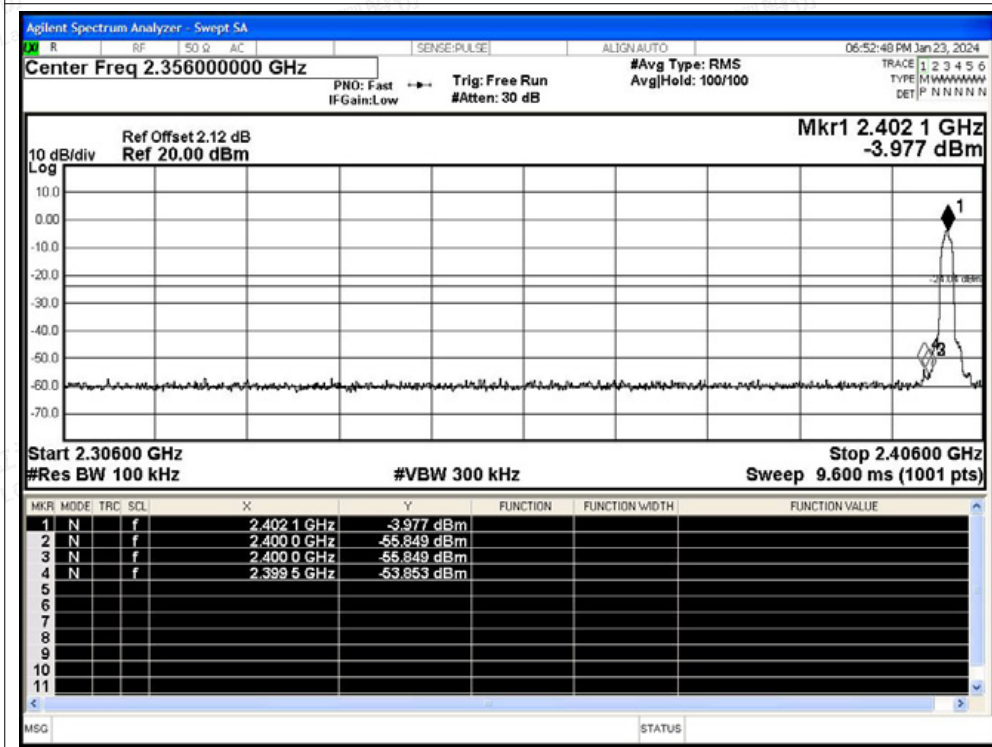 Agilent Spectrum Analyzer - Swept SA
R RF 50 Ω AC SENSE:PULSE ALIGN AUTO 06:52:48 PM Jan 23, 2024
Center Freq 2.356000000 GHz #Avg Type: RMS TRACE 1 2 3 4 5 6
PNO: Fast Trig: Free Run Avg|Hold: 100/100 TYPE M WWWWW
IFGain:Low #Atten: 30 dB DET P N N N N N
Mkr1 2.402 1 GHz
Ref Offset 2.12 dB
10 dB/div Ref 20.00 dBm -3.977 dBm
Log
10.0
1
0.00
-10.0
-20.0
-30.0
-40.0
3
-50.0
-60.0
-70.0
Start 2.30600 GHz Stop 2.40600 GHz
#Res BW 100 kHz #VBW 300 kHz Sweep 9.600 ms (1001 pts)
MKR MODE TRC SCL X Y FUNCTION FUNCTION WIDTH FUNCTION VALUE
1 N f 2.402 1 GHz -3.977 dBm
2 N f 2.400 0 GHz -55.849 dBm
3 N f 2.400 0 GHz -55.849 dBm
4 N f 2.399 5 GHz -53.853 dBm
5
6
7
8
9
10
11
MSG STATUS